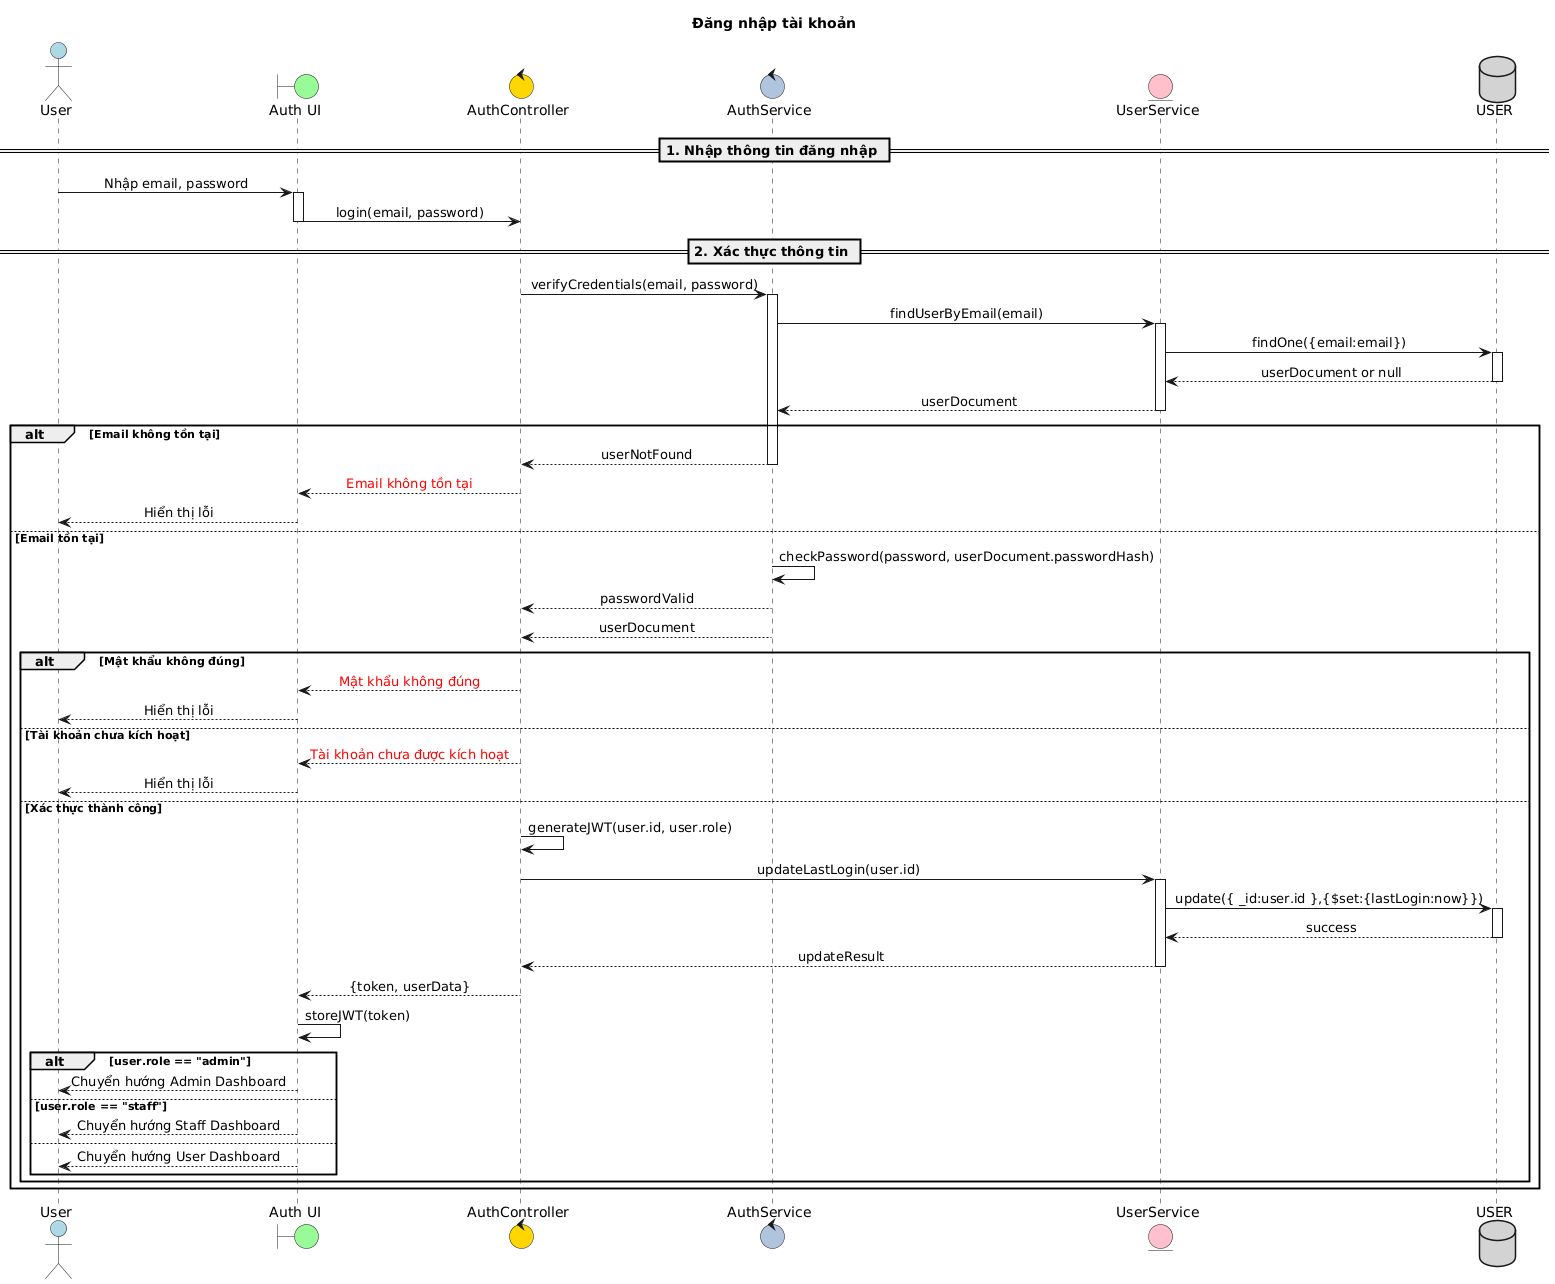 Đăng nhập tài khoản
User
Auth UI
AuthController
AuthService
UserService
USER
1. Nhập thông tin đăng nhập
Nhập email, password
login(email, password)
2. Xác thực thông tin
verifyCredentials(email, password)
findUserByEmail(email)
findOne({email:email})
userDocument or null
userDocument
alt [Email không tồn tại]
userNotFound
Email không tồn tại
Hiển thị lỗi
[Email tồn tại]
checkPassword(password, userDocument.passwordHash)
passwordValid
userDocument
alt [Mật khẩu không đúng]
Mật khẩu không đúng
Hiển thị lỗi
[Tài khoản chưa kích hoạt]
Tài khoản chưa được kích hoạt
Hiển thị lỗi
[Xác thực thành công]
generateJWT(user.id, user.role)
updateLastLogin(user.id)
update({ _id:user.id },{$set:{lastLogin:now}})
success
updateResult
{token, userData}
storeJWT(token)
alt [user.role == "admin"]
Chuyển hướng Admin Dashboard
[user.role == "staff"]
Chuyển hướng Staff Dashboard
Chuyển hướng User Dashboard
User
Auth UI
AuthController
AuthService
UserService
USER